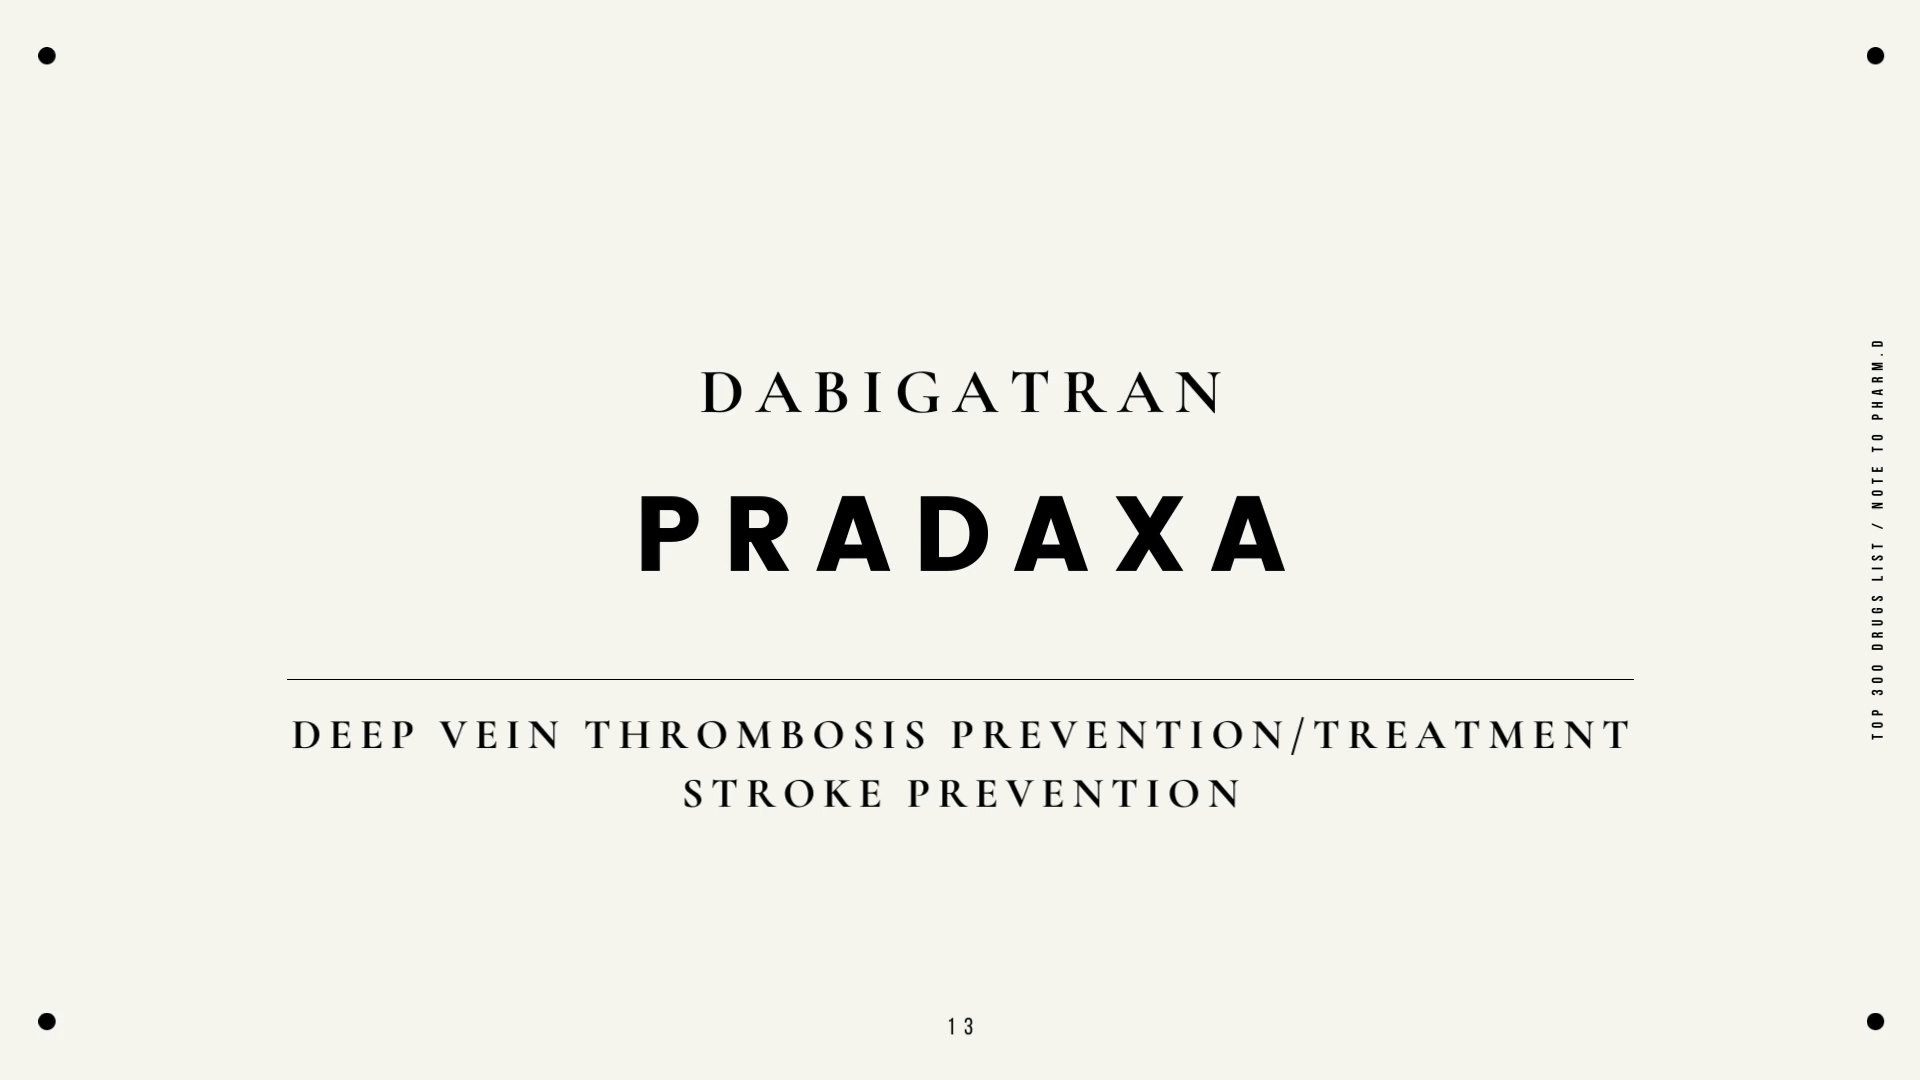 DABIGATRAN
PRADAXA
DEEP VEIN THROMBOSIS PREVENTION/TREATMENT
STROKE PREVENTION
TOP 300 DRUGS LIST / NOTE TO PHARM.D
13